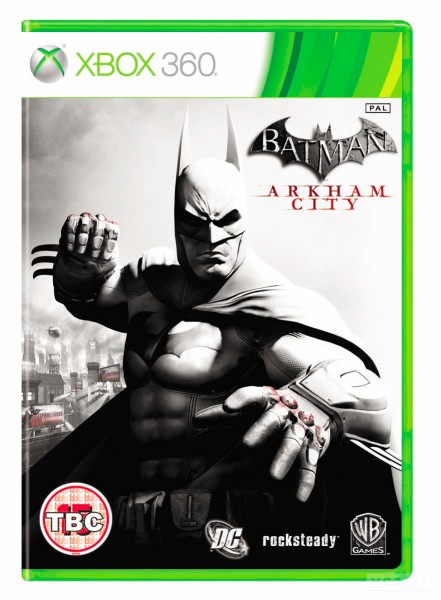 XBOX 360
PAL
BATMAN
ARKHAM
CITY
TBC
DC
rocksteady
WB
GAMES